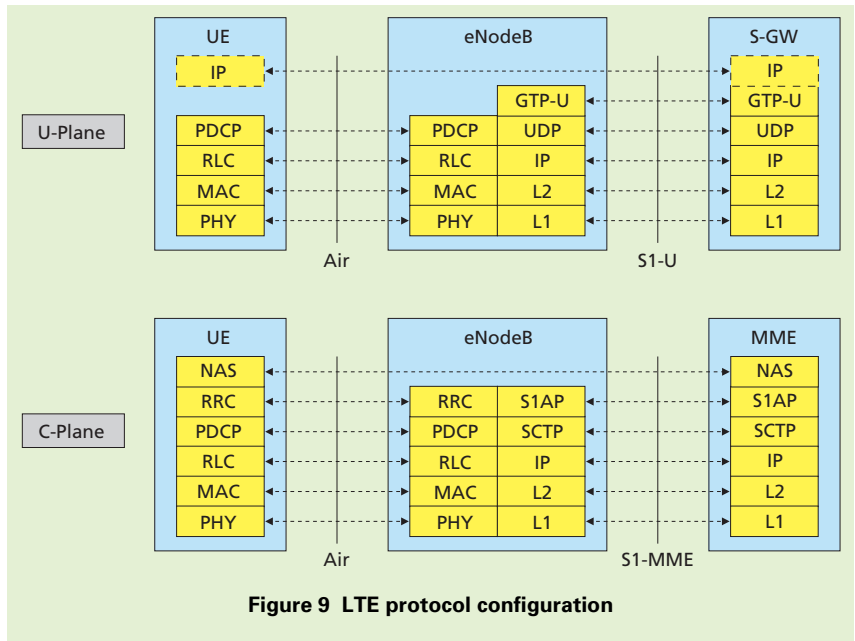 UE eNodeB S-GW
IP IP
GTP-U GTP-U
U-Plane PDCP PDCP UDP UDP
RLC RLC IP IP
MAC MAC L2 L2
PHY PHY L1 L1
Air S1-U
UE eNodeB MME
NAS NAS
RRC RRC S1AP S1AP
C-Plane PDCP PDCP SCTP SCTP
RLC RLC IP IP
MAC MAC L2 L2
PHY PHY L1 L1
Air S1-MME
Figure 9 LTE protocol configuration